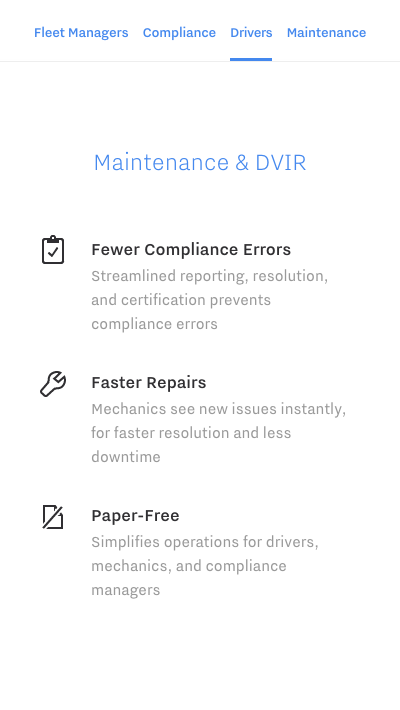 Fleet Managers Compliance Drivers Maintenance
Maintenance & DVIR
Fewer Compliance Errors
Streamlined reporting, resolution,
and certification prevents
compliance errors
Faster Repairs
Mechanics see new issues instantly,
for faster resolution and less
downtime
Paper-Free
Simplifies operations for drivers,
mechanics, and compliance
managers